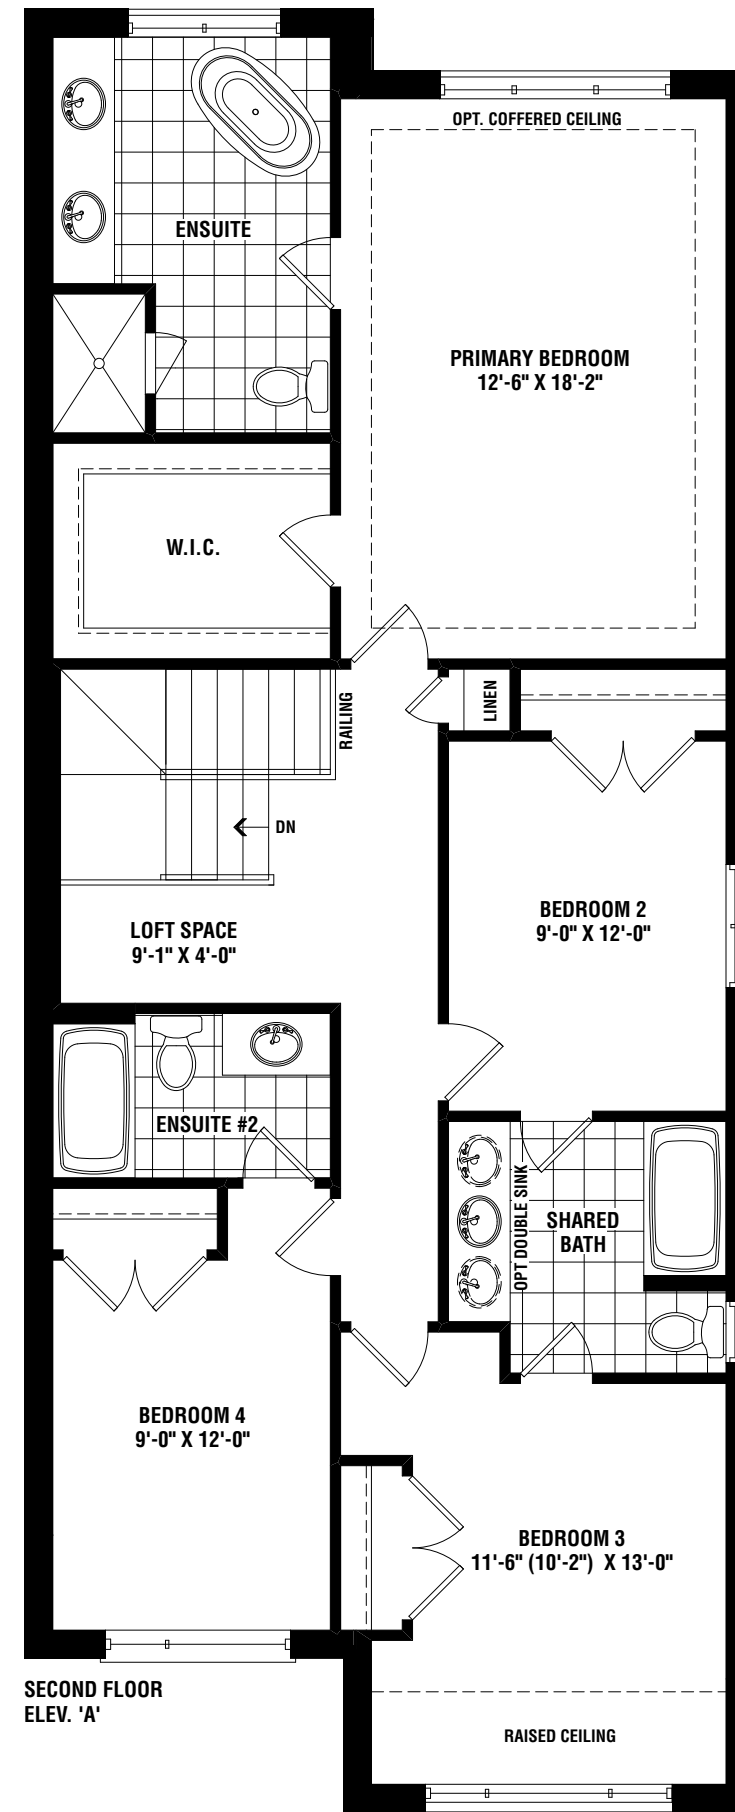 OPT. COFFERED CEILING
ENSUITE
PRIMARY BEDROOM
12'-6" X 18'-2"
W.I.C.
LINEN
RAILING
DN
BEDROOM 2
9'-0" X 12'-0"
LOFT SPACE
9'-1" X 4'-0"
ENSUITE #2
OPT DOUBLE SINK
SHARED
BATH
BEDROOM 4
9'-0" X 12'-0"
BEDROOM 3
11'-6" (10'-2") X 13'-0"
SECOND FLOOR
ELEV. 'A'
RAISED CEILING